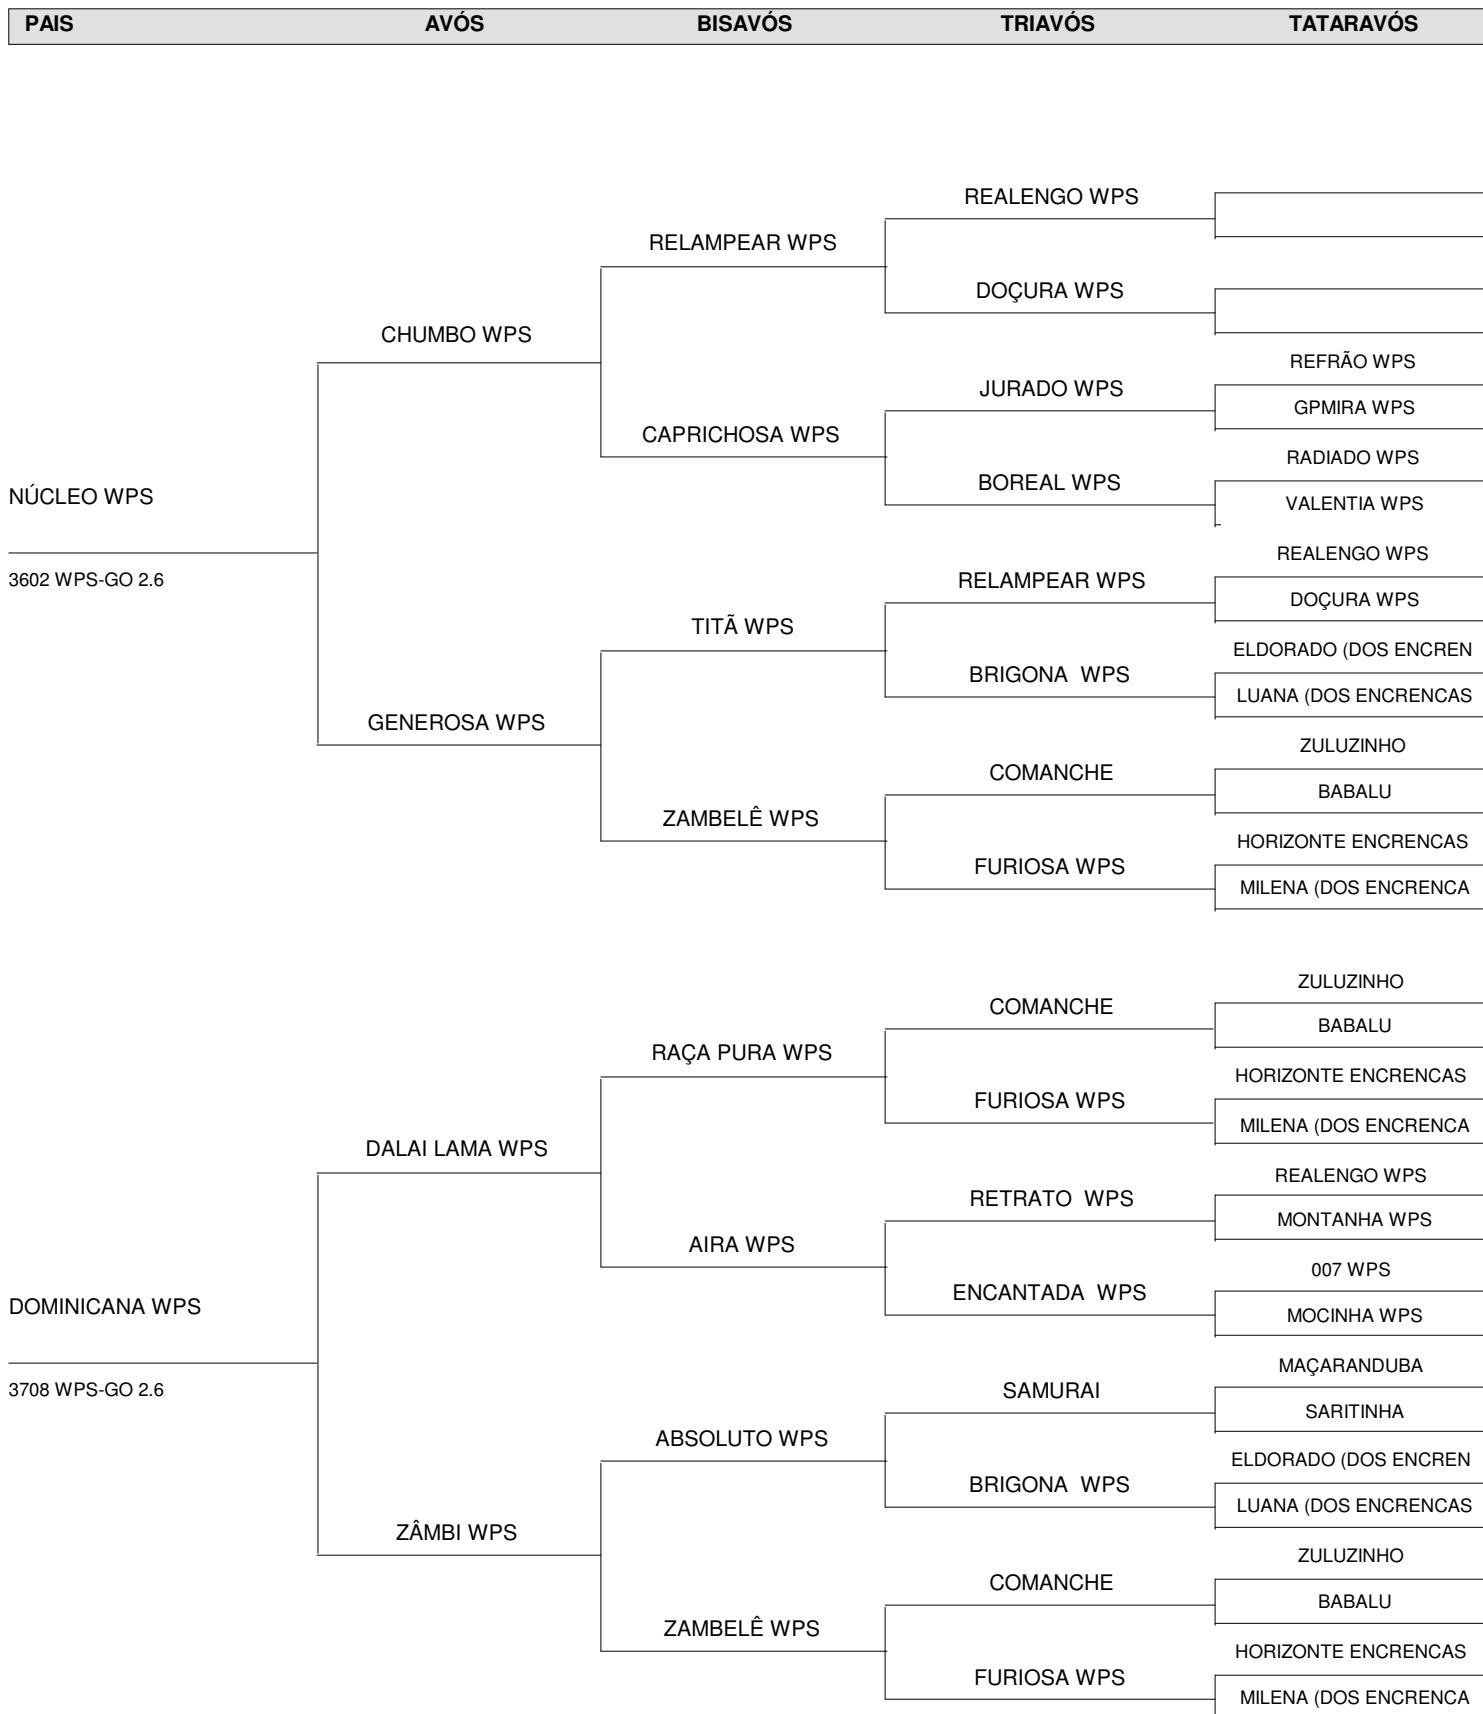 PAIS AVÓS BISAVÓS TRIAVÓS TATARAVÓS
REALENGO WPS
RELAMPEAR WPS
DOÇURA WPS
CHUMBO WPS
REFRÃO WPS
JURADO WPS
GPMIRA WPS
CAPRICHOSA WPS
RADIADO WPS
BOREAL WPS
NÚCLEO WPS
VALENTIA WPS
REALENGO WPS
3602 WPS-GO 2.6
RELAMPEAR WPS
DOÇURA WPS
TITÃ WPS
ELDORADO (DOS ENCREN
BRIGONA WPS
LUANA (DOS ENCRENCAS
GENEROSA WPS
ZULUZINHO
COMANCHE
BABALU
ZAMBELÊ WPS
HORIZONTE ENCRENCAS
FURIOSA WPS
MILENA (DOS ENCRENCA
ZULUZINHO
COMANCHE
BABALU
RAÇA PURA WPS
HORIZONTE ENCRENCAS
FURIOSA WPS
MILENA (DOS ENCRENCA
DALAI LAMA WPS
REALENGO WPS
RETRATO WPS
MONTANHA WPS
AIRA WPS
007 WPS
ENCANTADA WPS
DOMINICANA WPS
MOCINHA WPS
MAÇARANDUBA
3708 WPS-GO 2.6
SAMURAI
SARITINHA
ABSOLUTO WPS
ELDORADO (DOS ENCREN
BRIGONA WPS
LUANA (DOS ENCRENCAS
ZÂMBI WPS
ZULUZINHO
COMANCHE
BABALU
ZAMBELÊ WPS
HORIZONTE ENCRENCAS
FURIOSA WPS
MILENA (DOS ENCRENCA